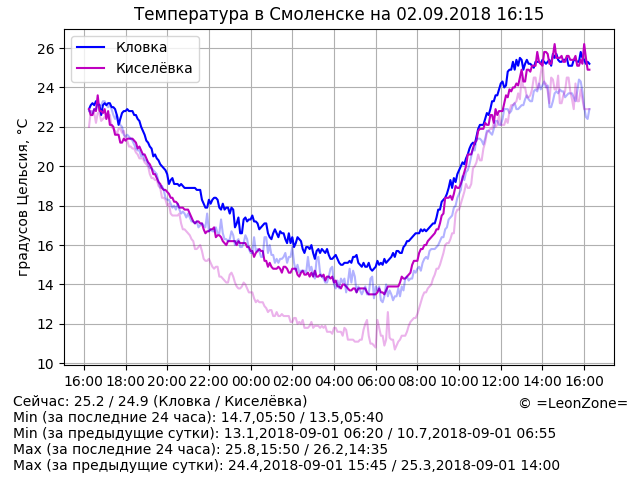 Температура в Смоленске на 02.09.2018 16:15
Кловка
Киселёвка
градусов Цельсия, °C
26
24
22
20
18
16
14
12
10
16:00 18:00 20:00 22:00 00:00 02:00 04:00 06:00 08:00 10:00 12:00 14:00 16:00
Сейчас: 25.2 / 24.9 (Кловка / Киселёвка)
© =LeonZone=
Min (за последние 24 часа): 14.7,05:50 / 13.5,05:40
Min (за предыдущие сутки): 13.1,2018-09-01 06:20 / 10.7,2018-09-01 06:55
Max (за последние 24 часа): 25.8,15:50 / 26.2,14:35
Max (за предыдущие сутки): 24.4,2018-09-01 15:45 / 25.3,2018-09-01 14:00